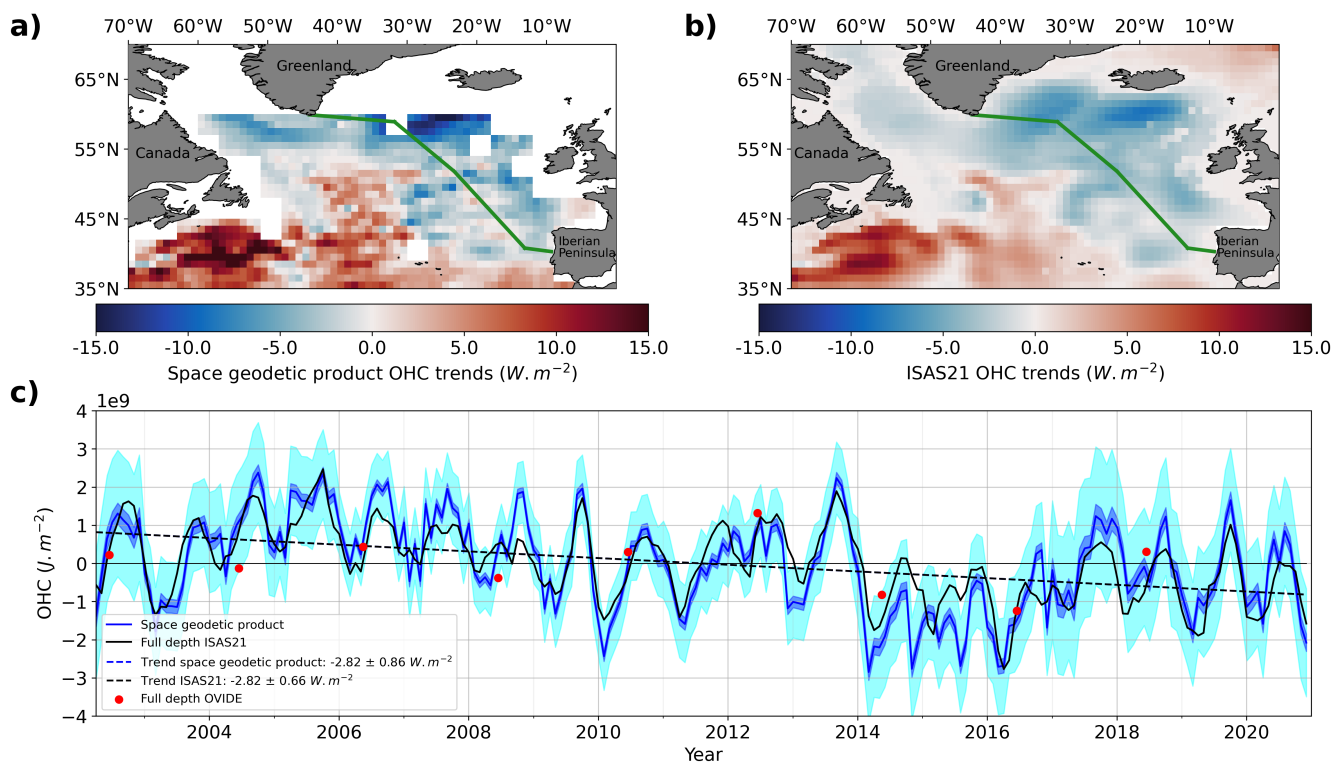 a)
70°W 60°W 50°W 40°W 30°W 20°W 10°W
65°N
55°N
45°N
35°N
Greenland
Canada
Iberian
Peninsula
-15.0 -10.0 -5.0 0.0 5.0 10.0 15.0
Space geodetic product OHC trends (W.m⁻²)
b)
70°W 60°W 50°W 40°W 30°W 20°W 10°W
65°N
55°N
45°N
35°N
Greenland
Canada
Iberian
Peninsula
-15.0 -10.0 -5.0 0.0 5.0 10.0 15.0
ISAS21 OHC trends (W.m⁻²)
c)
1e9
4
3
2
1
0
−1
−2
−3
−4
OHC (J.m⁻²)
Space geodetic product
Full depth ISAS21
Trend space geodetic product: -2.82 ± 0.86 W.m⁻²
Trend ISAS21: -2.82 ± 0.66 W.m⁻²
Full depth OVIDE
2004 2006 2008 2010 2012 2014 2016 2018 2020
Year